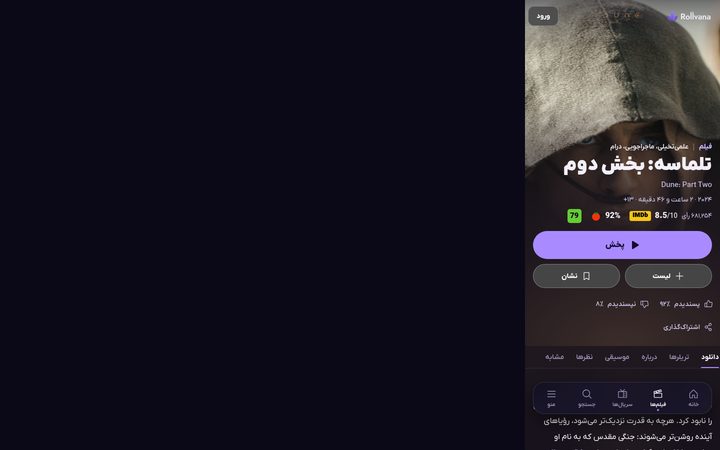 Rollvana
ورود
فیلم | علمی‌تخیلی، ماجراجویی، درام
تلماسه: بخش دوم
Dune: Part Two
۲۰۲۴ · ۲ ساعت و ۴۶ دقیقه · ۱۳+
۶۸۱٬۲۵۴ رأی 8.5/10 IMDb 92% 79
پخش
لیست
نشان
پسندیدم ۹۲٪
نپسندیدم ۸٪
اشتراک‌گذاری
دانلود تریلرها درباره موسیقی نظرها مشابه
خانه فیلم‌ها سریال‌ها جستجو منو
را نابود کرد. هرچه به قدرت نزدیک‌تر می‌شود، رؤیاهای
آینده روشن‌تر می‌شوند: جنگی مقدس که به نام او